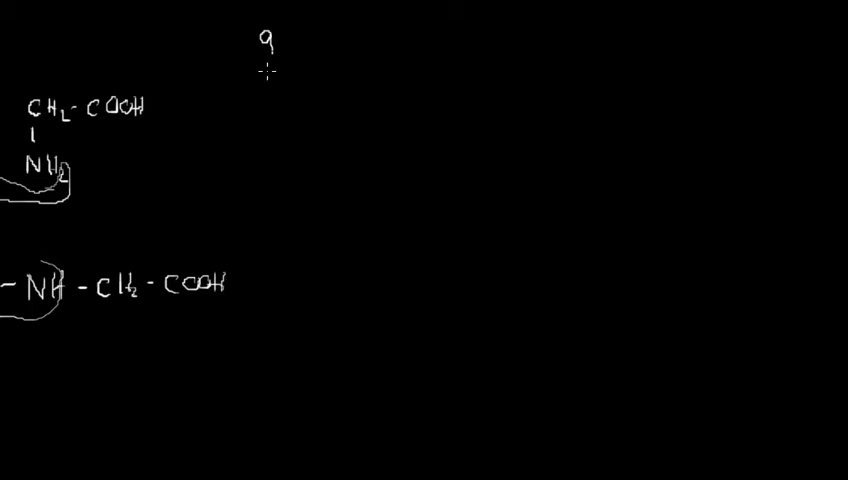 9
CH2-COOH
|
NH2
- NH - CH2 - COOH